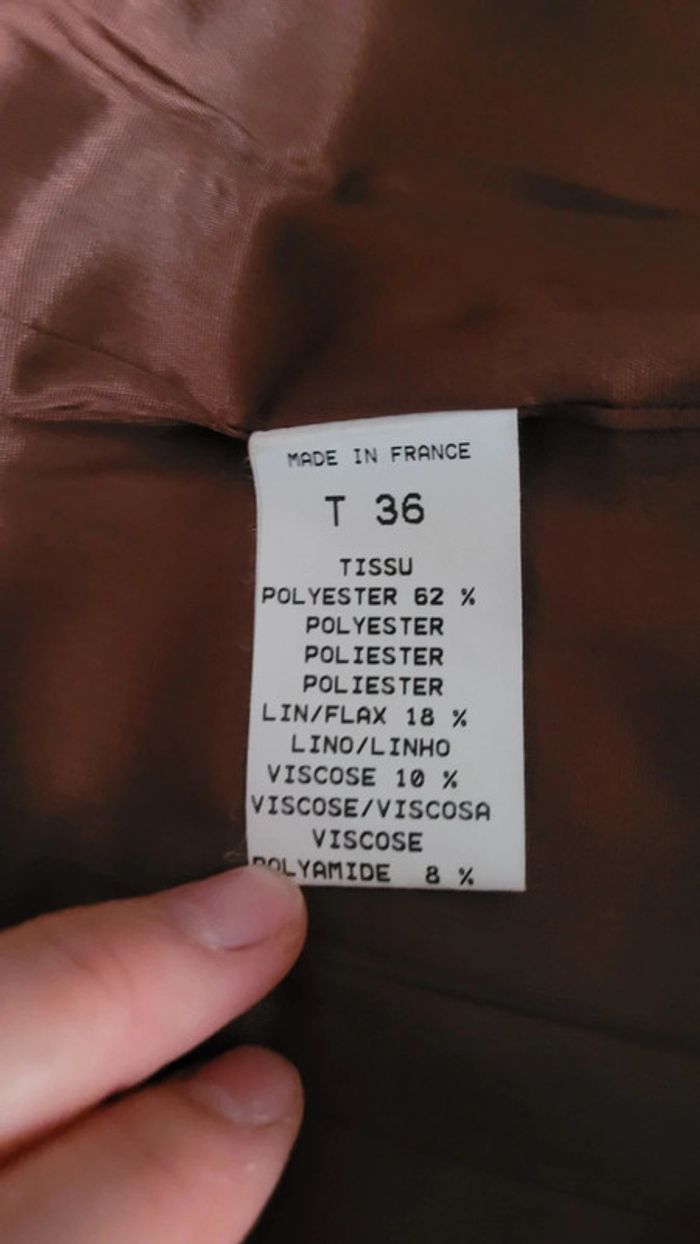 MADE IN FRANCE
T 36
TISSU
POLYESTER 62 %
POLYESTER
POLIESTER
POLIESTER
LIN/FLAX 18 %
LINO/LINHO
VISCOSE 10 %
VISCOSE/VISCOSA
VISCOSE
POLYAMIDE 8 %